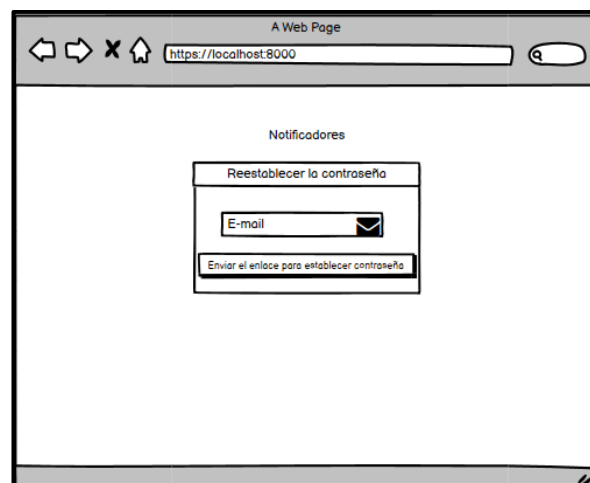 A Web Page
https://localhost:8000
Notificadores
Reestablecer la contraseña
E-mail
Enviar el enlace para establecer contraseña